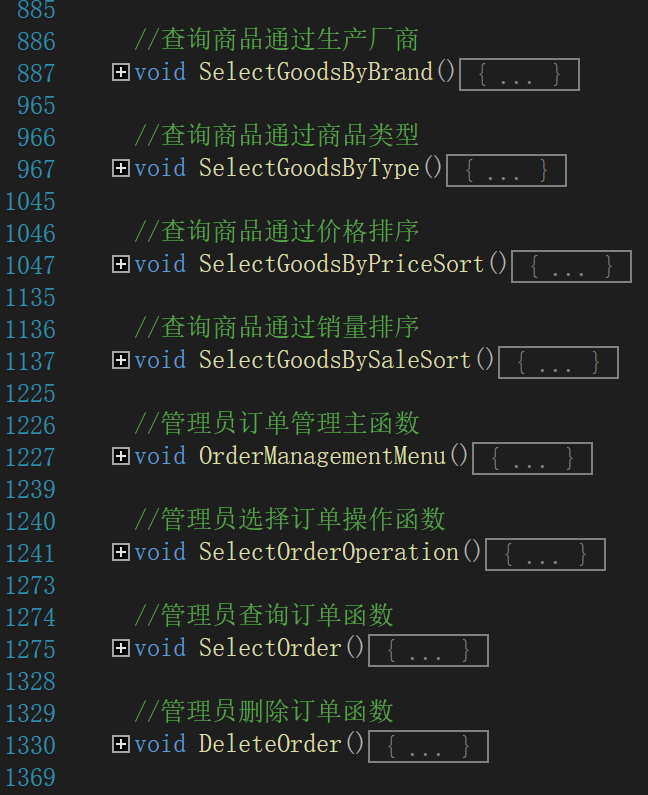 885
886 //查询商品通过生产厂商
887 void SelectGoodsByBrand() { ... }
965
966 //查询商品通过商品类型
967 void SelectGoodsByType() { ... }
1045
1046 //查询商品通过价格排序
1047 void SelectGoodsByPriceSort() { ... }
1135
1136 //查询商品通过销量排序
1137 void SelectGoodsBySaleSort() { ... }
1225
1226 //管理员订单管理主函数
1227 void OrderManagementMenu() { ... }
1239
1240 //管理员选择订单操作函数
1241 void SelectOrderOperation() { ... }
1273
1274 //管理员查询订单函数
1275 void SelectOrder() { ... }
1328
1329 //管理员删除订单函数
1330 void DeleteOrder() { ... }
1369